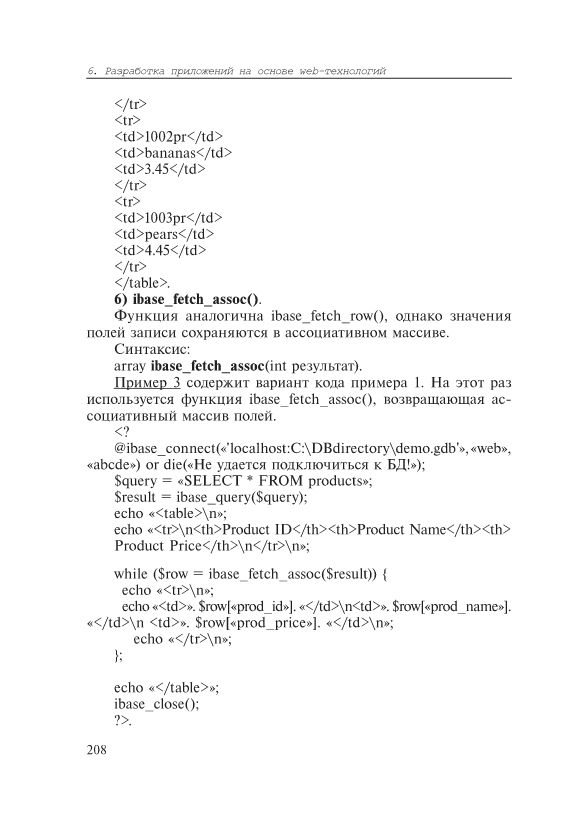 6. Разработка приложений на основе web-технологий
</tr>
<tr>
<td>1002pr</td>
<td>bananas</td>
<td>3.45</td>
</tr>
<tr>
<td>1003pr</td>
<td>pears</td>
<td>4.45</td>
</tr>
</table>.
6) ibase_fetch_assoc().
Функция аналогична ibase_fetch_row(), однако значения
полей записи сохраняются в ассоциативном массиве.
Синтаксис:
array ibase_fetch_assoc(int результат).
Пример 3 содержит вариант кода примера 1. На этот раз
используется функция ibase_fetch_assoc(), возвращающая ас-
социативный массив полей.
<?
@ibase_connect(«'localhost:C:\DBdirectory\demo.gdb'», «web»,
«abcde») or die(«Не удается подключиться к БД!»);
$query = «SELECT * FROM products»;
$result = ibase_query($query);
echo «<table>\n»;
echo «<tr>\n<th>Product ID</th><th>Product Name</th><th>
Product Price</th>\n</tr>\n»;
while ($row = ibase_fetch_assoc($result)) {
echo «<tr>\n»;
echo «<td>». $row[«prod_id»]. «</td>\n<td>». $row[«prod_name»].
«</td>\n <td>». $row[«prod_price»]. «</td>\n»;
echo «</tr>\n»;
};
echo «</table>»;
ibase_close();
?>.
208